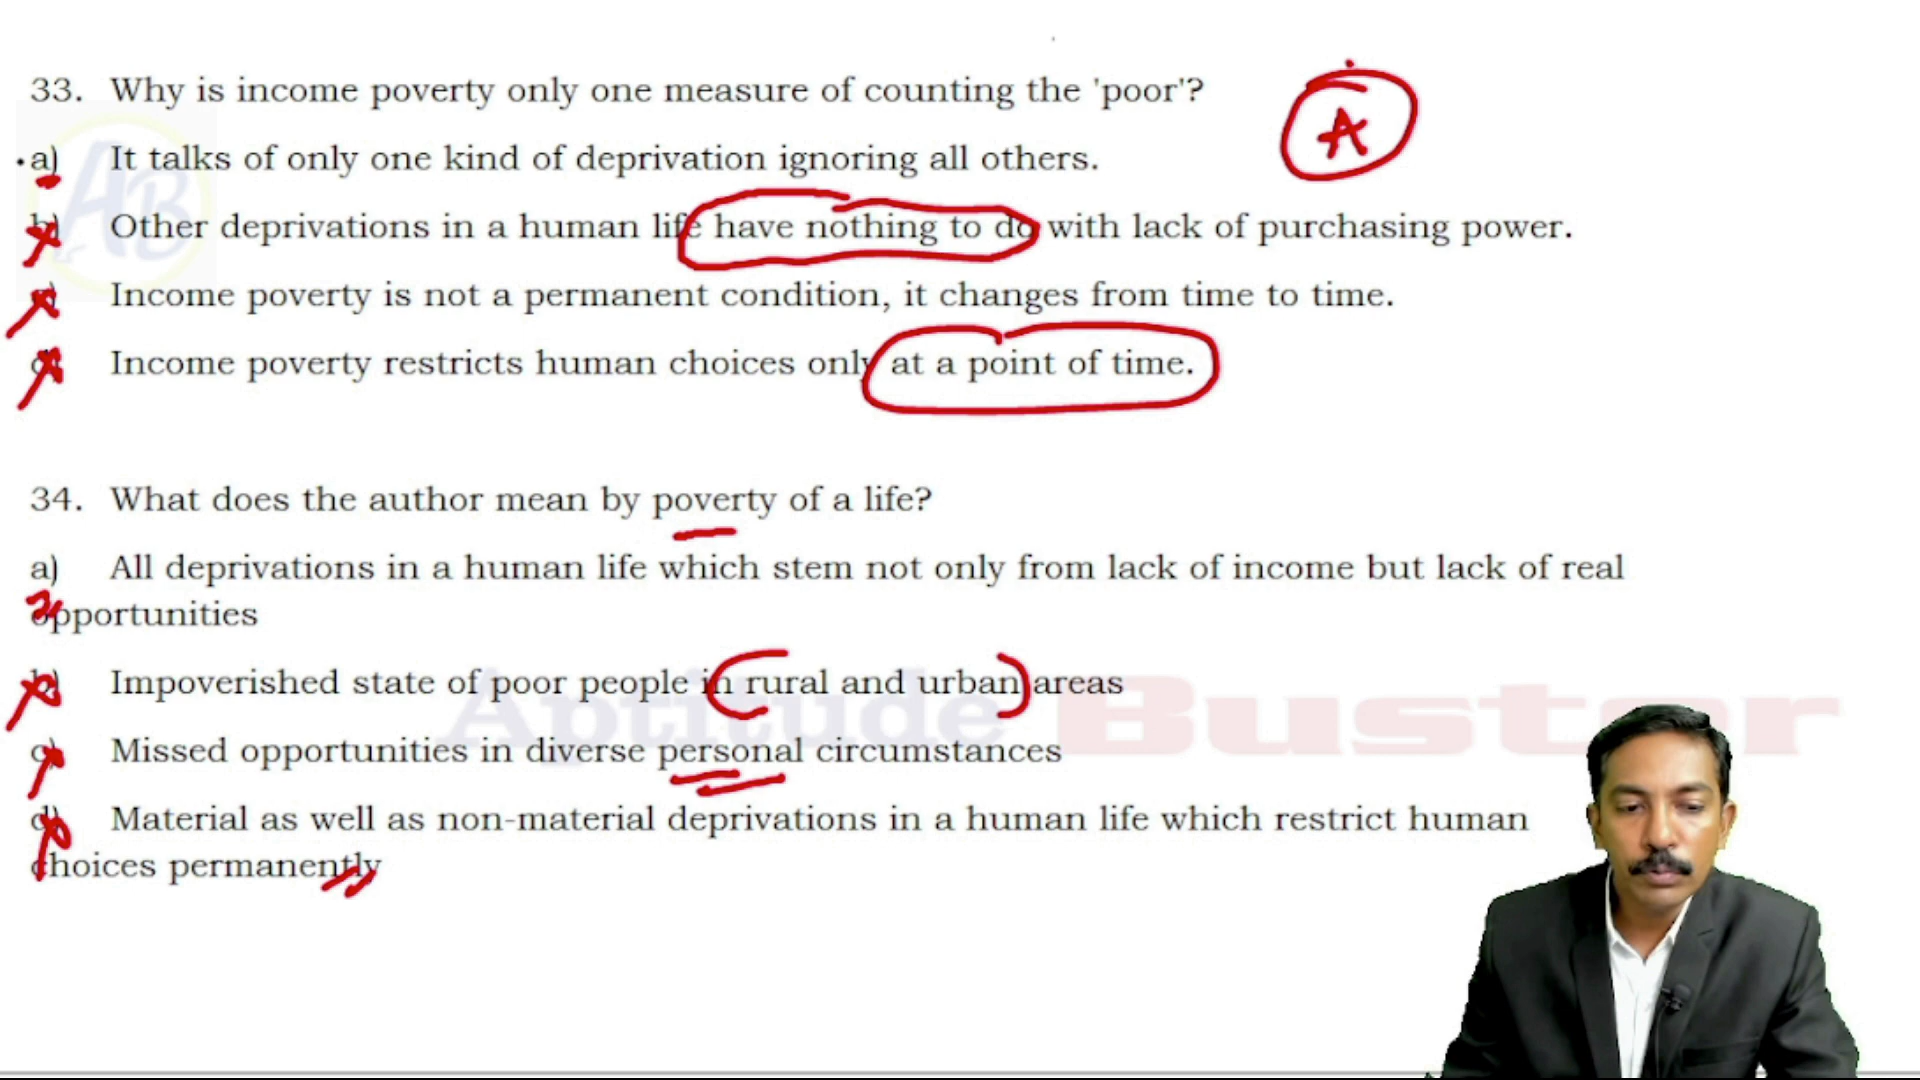 33. Why is income poverty only one measure of counting the 'poor'?
A
a) It talks of only one kind of deprivation ignoring all others.
b) Other deprivations in a human life have nothing to do with lack of purchasing power.
Income poverty is not a permanent condition, it changes from time to time.
Income poverty restricts human choices only at a point of time.
AB
34. What does the author mean by poverty of a life?
a) All deprivations in a human life which stem not only from lack of income but lack of real
opportunities
b) Impoverished state of poor people in rural and urban areas
Aptitude Buster
c) Missed opportunities in diverse personal circumstances
d) Material as well as non-material deprivations in a human life which restrict human
choices permanently